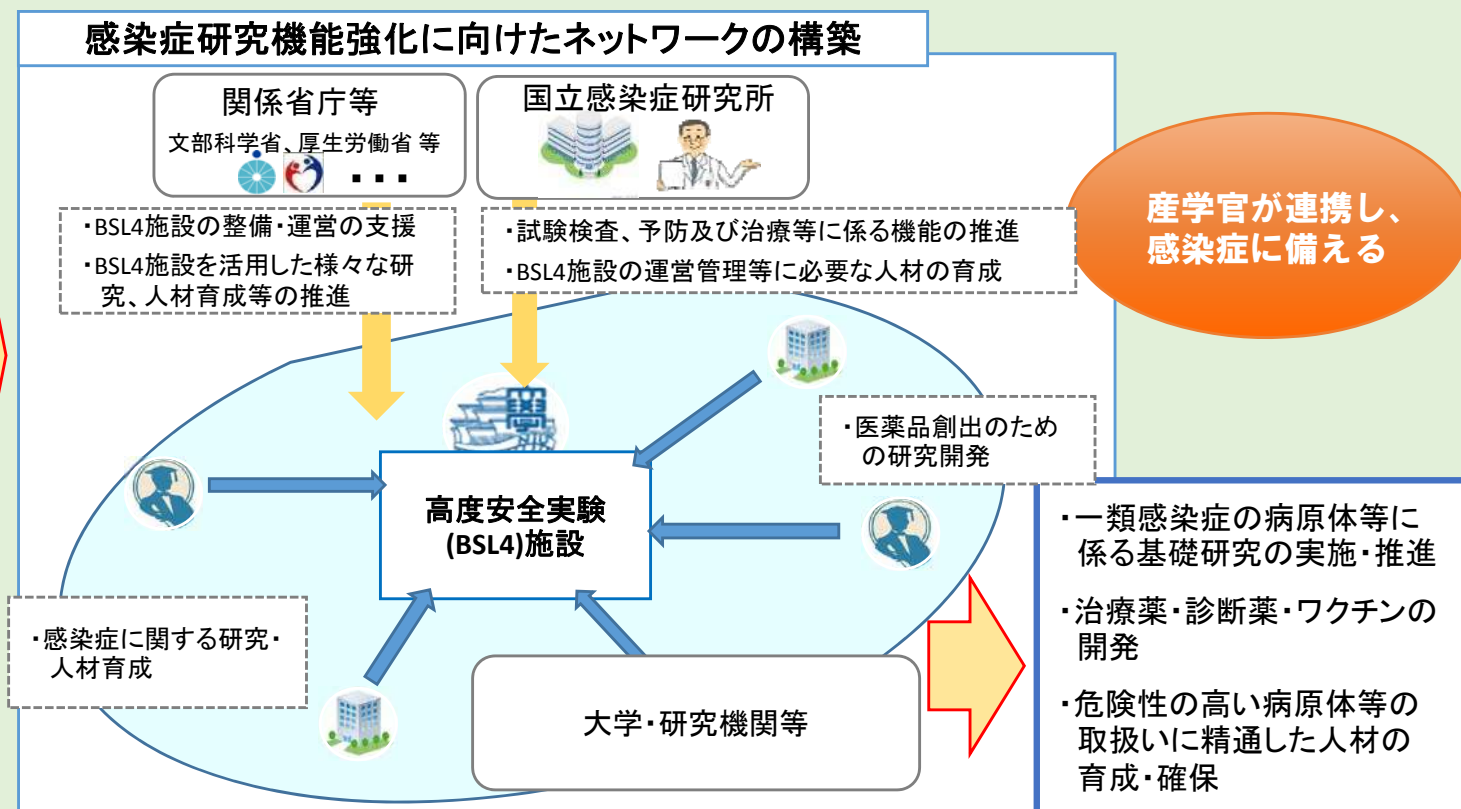 感染症研究機能強化に向けたネットワークの構築
関係省庁等
文部科学省、厚生労働省 等
・・・
国立感染症研究所
・BSL4施設の整備・運営の支援
・BSL4施設を活用した様々な研
究、人材育成等の推進
・試験検査、予防及び治療等に係る機能の推進
・BSL4施設の運営管理等に必要な人材の育成
産学官が連携し、
感染症に備える
・医薬品創出のため
の研究開発
高度安全実験
(BSL4)施設
・感染症に関する研究・
人材育成
大学・研究機関等
・一類感染症の病原体等に
係る基礎研究の実施・推進
・治療薬・診断薬・ワクチンの
開発
・危険性の高い病原体等の
取扱いに精通した人材の
育成・確保